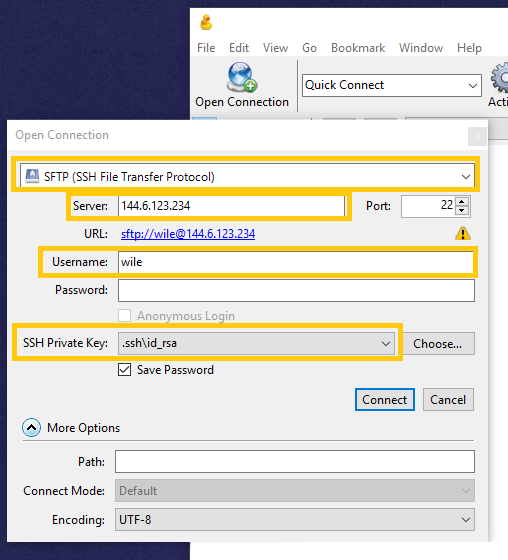 File Edit View Go Bookmark Window Help
Open Connection
Quick Connect
Open Connection
SFTP (SSH File Transfer Protocol)
Server: 144.6.123.234 Port: 22
URL: sftp://wile@144.6.123.234
Username: wile
Password:
Anonymous Login
SSH Private Key: .ssh\id_rsa Choose...
Save Password
Connect Cancel
More Options
Path:
Connect Mode: Default
Encoding: UTF-8